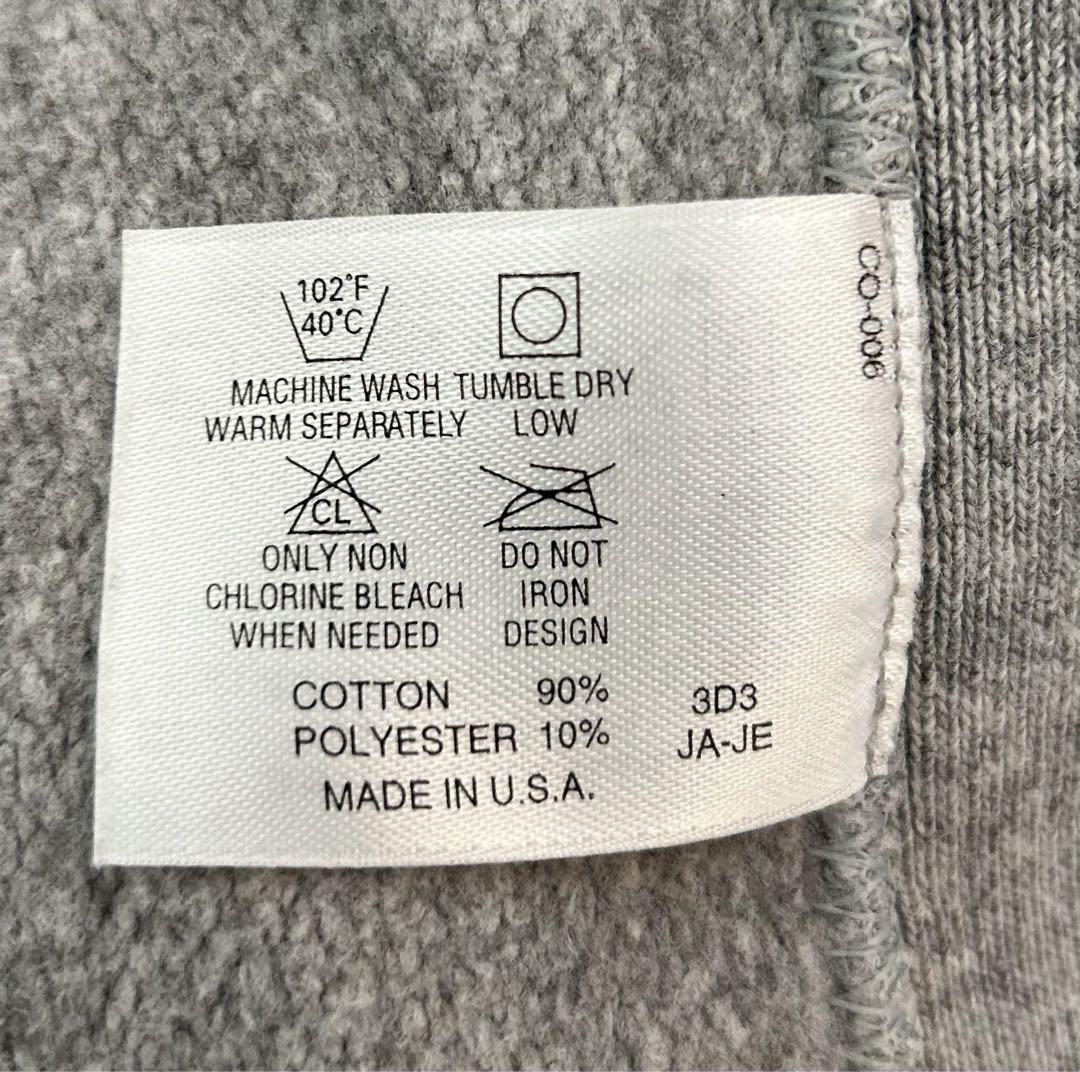 102°F
40°C
MACHINE WASH TUMBLE DRY
WARM SEPARATELY LOW
CL
ONLY NON DO NOT
CHLORINE BLEACH IRON
WHEN NEEDED DESIGN
COTTON 90% 3D3
POLYESTER 10% JA-JE
MADE IN U.S.A.
CO-006